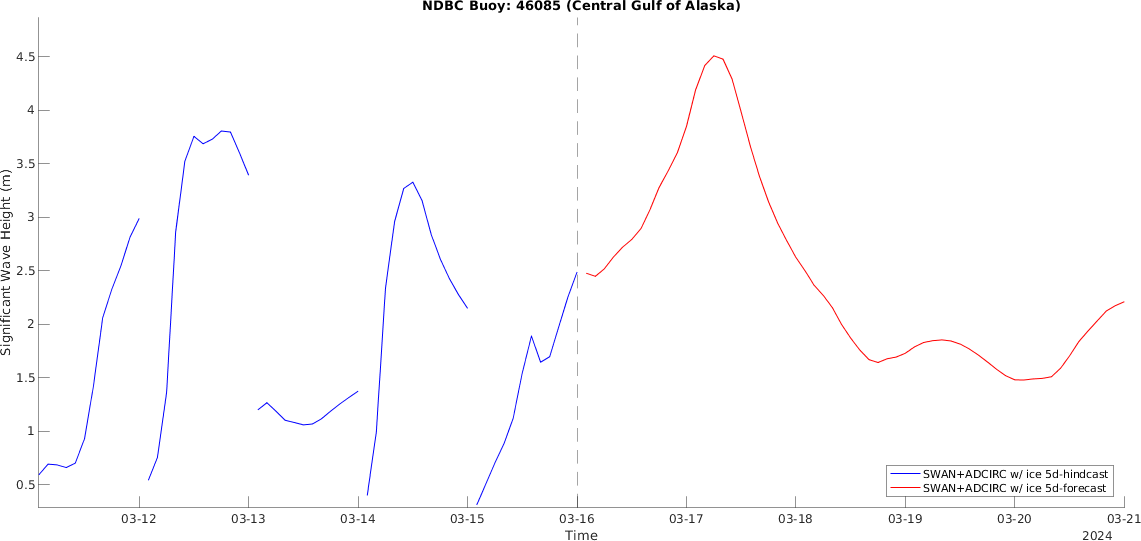 NDBC Buoy: 46085 (Central Gulf of Alaska)
Significant Wave Height (m)
4.5
4
3.5
3
2.5
2
1.5
1
0.5
SWAN+ADCIRC w/ ice 5d-hindcast
SWAN+ADCIRC w/ ice 5d-forecast
03-12 03-13 03-14 03-15 03-16 03-17 03-18 03-19 03-20 03-21
Time
2024